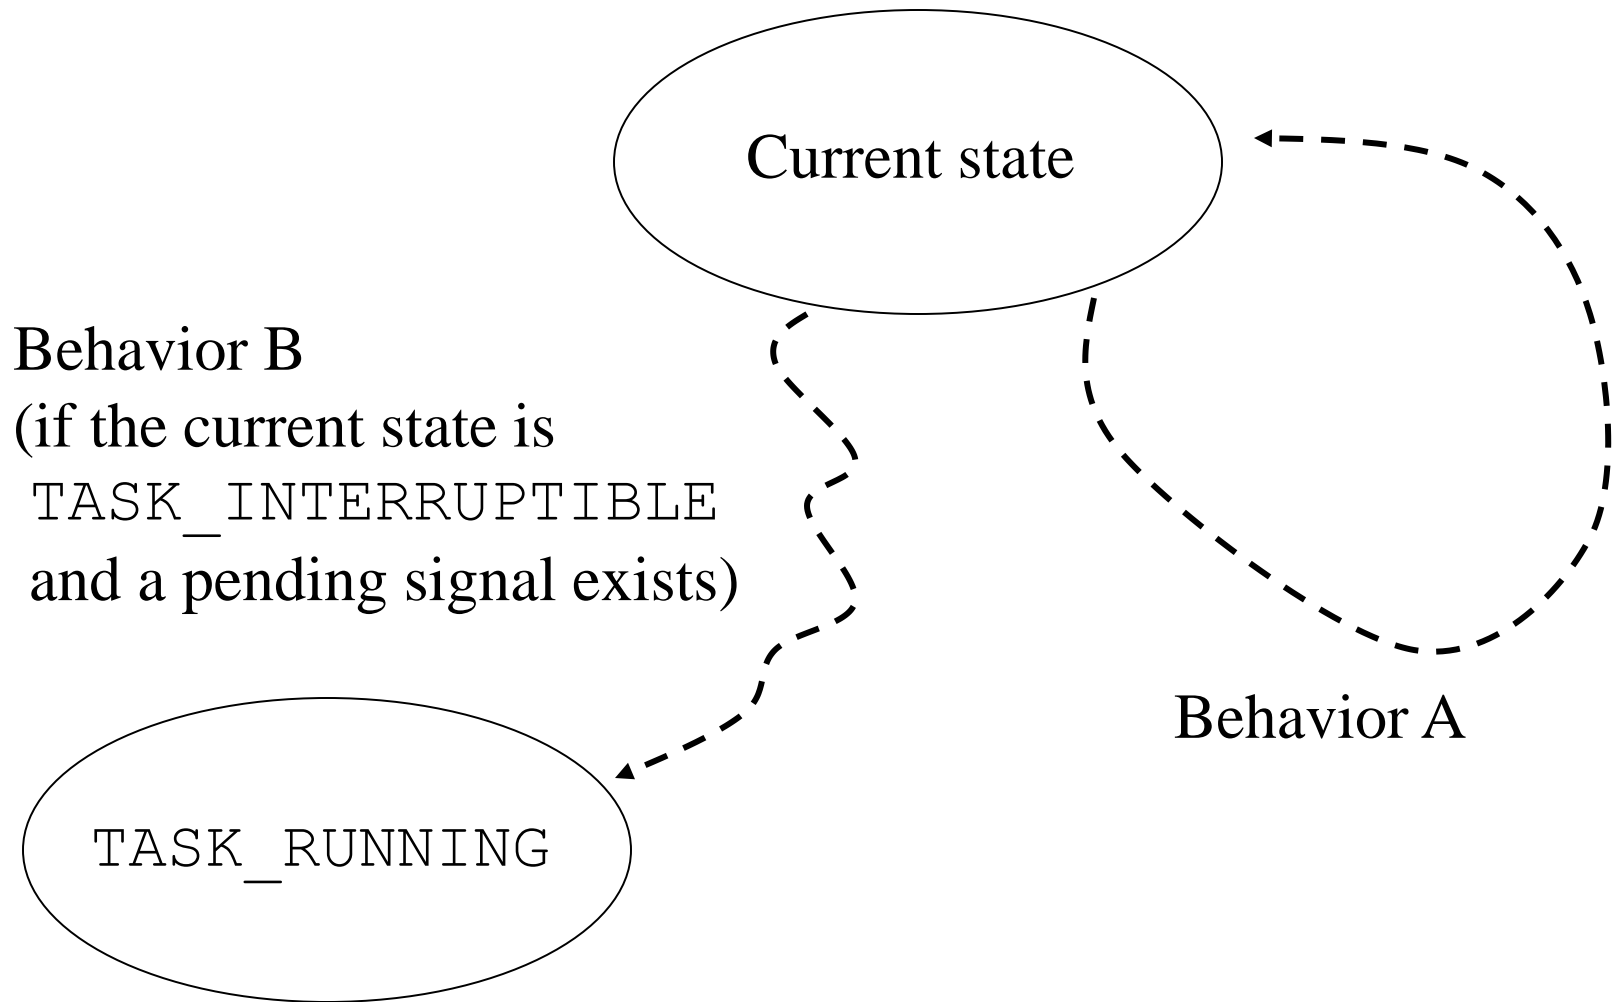 Current state
Behavior B
(if the current state is
TASK_INTERRUPTIBLE
and a pending signal exists)
Behavior A
TASK_RUNNING